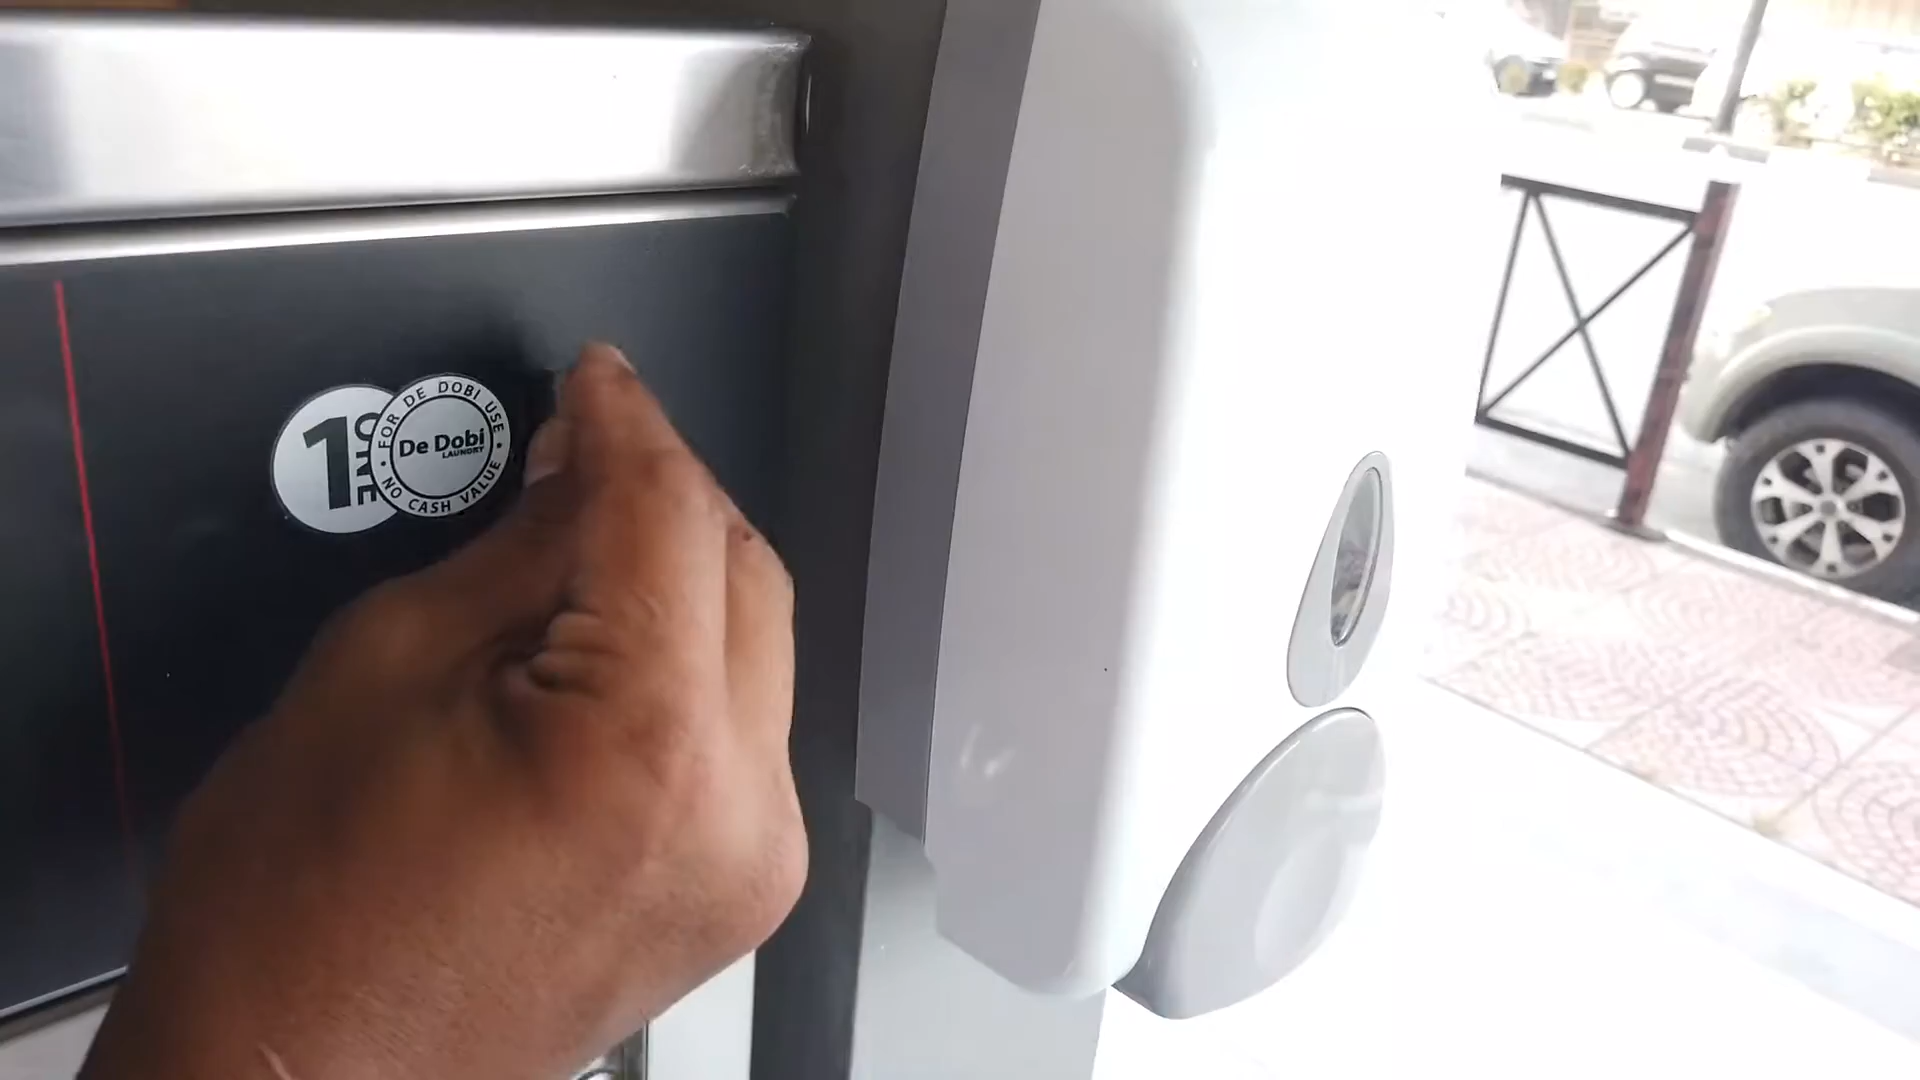 1
ONE
FOR DE DOBI USE
De Dobi
LAUNDRY
NO CASH VALUE